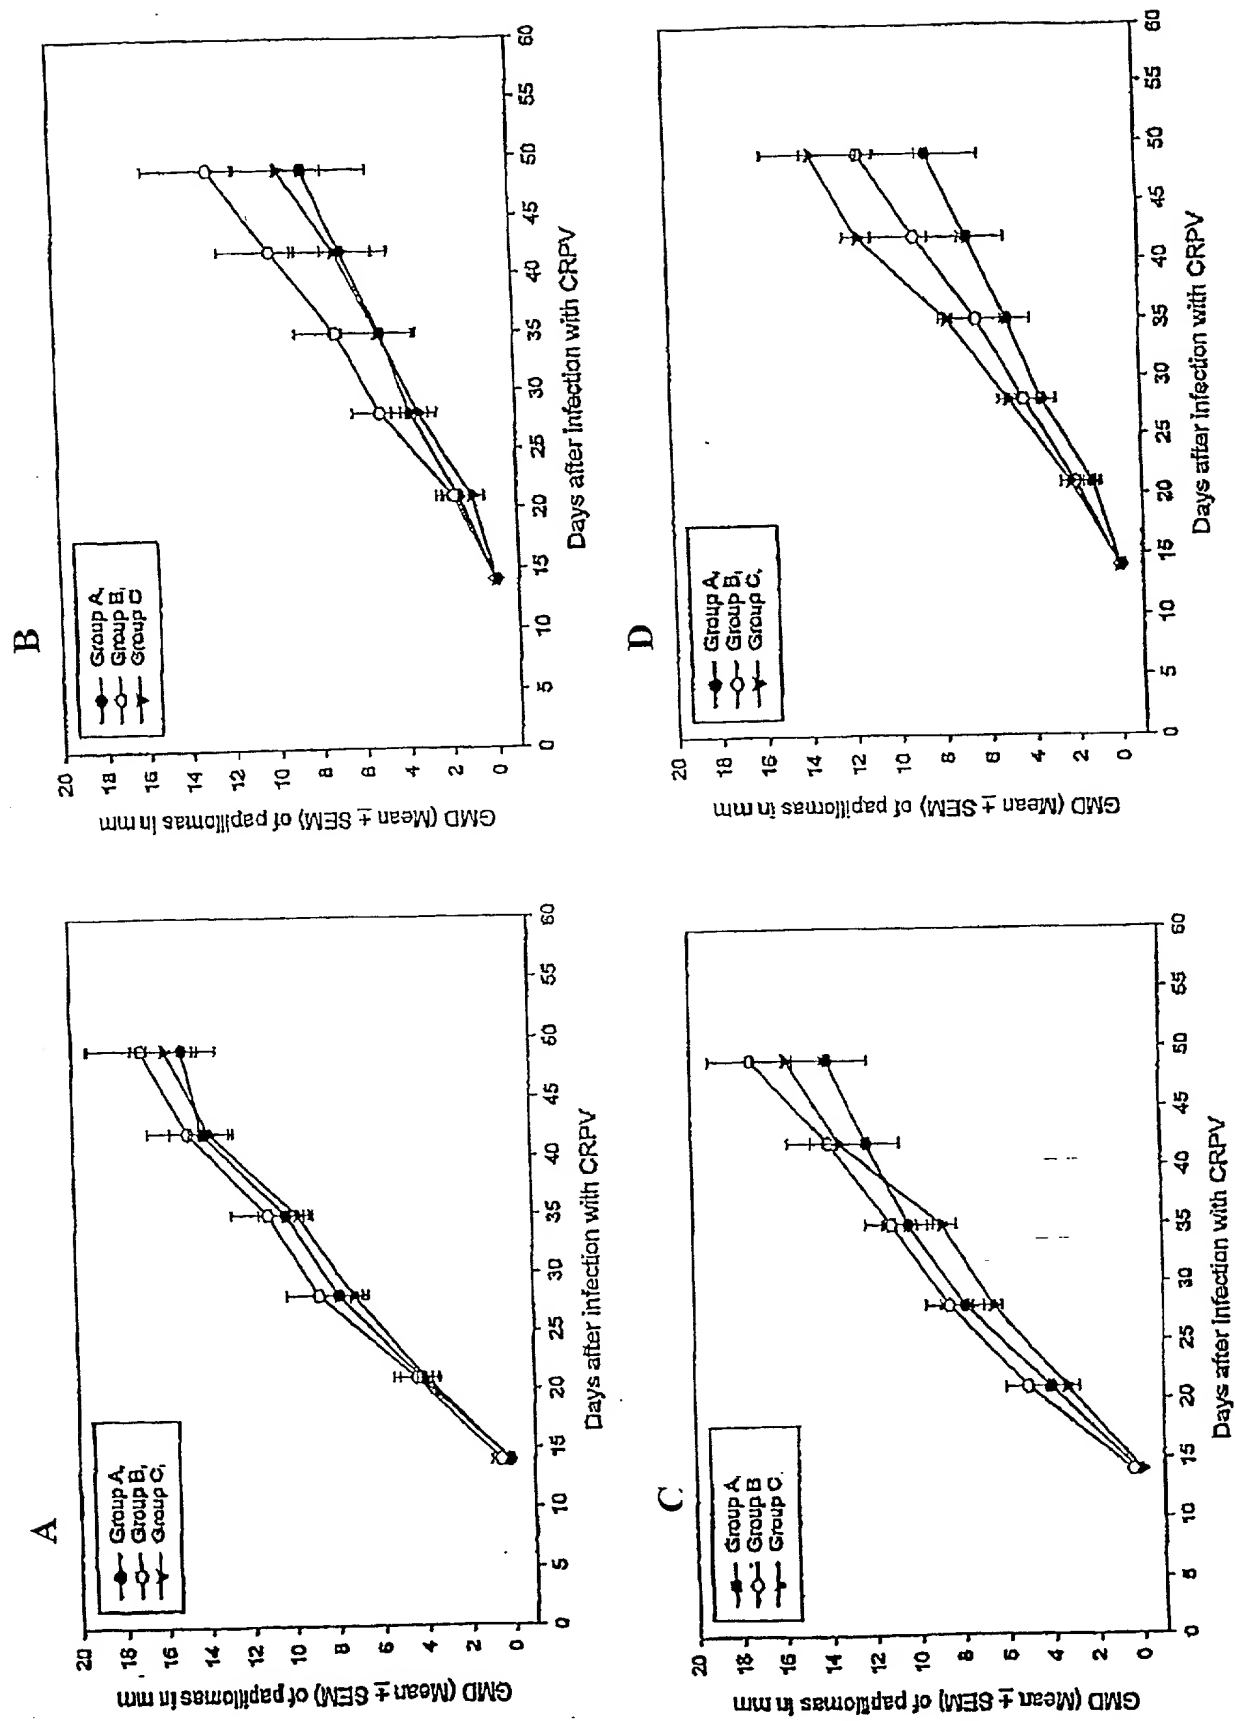 A
GMD (Mean ± SEM) of papillomas in mm
20
18
16
14
12
10
8
6
4
2
0
Group A,
Group B,
Group C,
0 5 10 15 20 25 30 35 40 45 50 55 60
Days after infection with CRPV
B
GMD (Mean ± SEM) of papillomas in mm
20
18
16
14
12
10
8
6
4
2
0
Group A,
Group B,
Group C
0 5 10 15 20 25 30 35 40 45 50 55 60
Days after infection with CRPV
C
GMD (Mean ± SEM) of papillomas in mm
20
18
16
14
12
10
8
6
4
2
0
Group A,
Group B
Group C.
0 5 10 15 20 25 30 35 40 45 50 55 60
Days after infection with CRPV
D
GMD (Mean ± SEM) of papillomas in mm
20
18
16
14
12
10
8
6
4
2
0
Group A,
Group B,
Group C,
0 5 10 15 20 25 30 35 40 45 50 55 60
Days after infection with CRPV